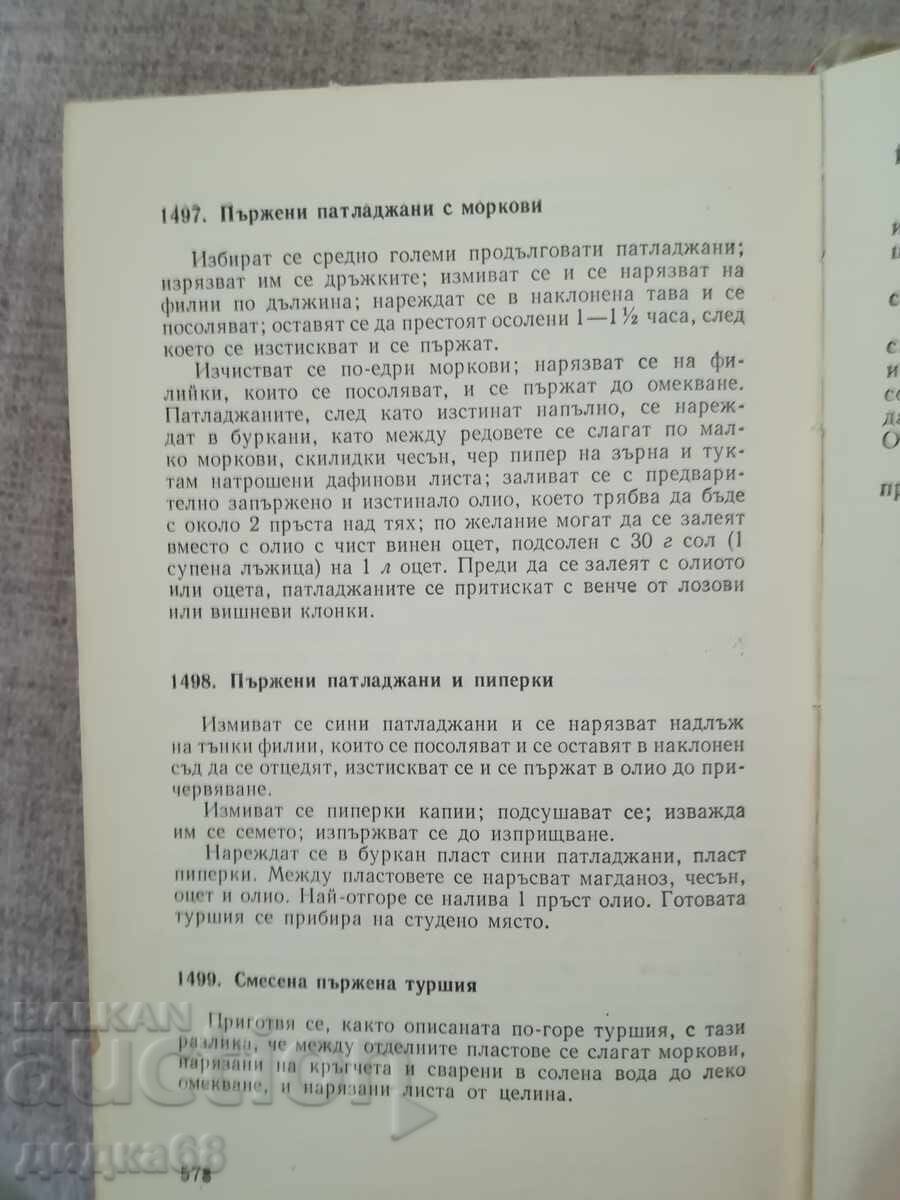 1497. Пържени патладжани с моркови
Избират се средно големи продълговати патладжани;
изрязват им се дръжките; измиват се и се нарязват на
филии по дължина; нареждат се в наклонена тава и се
посоляват; оставят се да престоят осолени 1—1 ½ часа, след
което се изстискват и се пържат.
Изчистват се по-едри моркови; нарязват се на фи-
лийки, които се посоляват, и се пържат до омекване.
Патладжаните, след като изстинат напълно, се нареж-
дат в буркани, като между редовете се слагат по мал-
ко моркови, скилидки чесън, чер пипер на зърна и тук-
там натрошени дафинови листа; заливат се с предвари-
телно запържено и изстинало олио, което трябва да бъде
с около 2 пръста над тях; по желание могат да се залеят
вместо с олио с чист винен оцет, подсолен с 30 г сол (1
супена лъжица) на 1 л оцет. Преди да се залеят с олиото
или оцета, патладжаните се притискат с венче от лозови
или вишневи клонки.
1498. Пържени патладжани и пиперки
Измиват се сини патладжани и се нарязват надлъж
на тънки филии, които се посоляват и се оставят в наклонен
съд да се отцедят, изстискват се и се пържат в олио до при-
червяване.
Измиват се пиперки капии; подсушават се; изважда
им се семето; изпържват се до изприщване.
Нареждат се в буркан пласт сини патладжани, пласт
пиперки. Между пластовете се наръсват магданоз, чесън,
оцет и олио. Най-отгоре се налива 1 пръст олио. Готовата
туршия се прибира на студено място.
1499. Смесена пържена туршия
Приготвя се, както описаната по-горе туршия, с тази
разлика, че между отделните пластове се слагат моркови,
нарязани на кръгчета и сварени в солена вода до леко
омекване, и нарязани листа от целина.
578
BALKAN
auction
дидка68